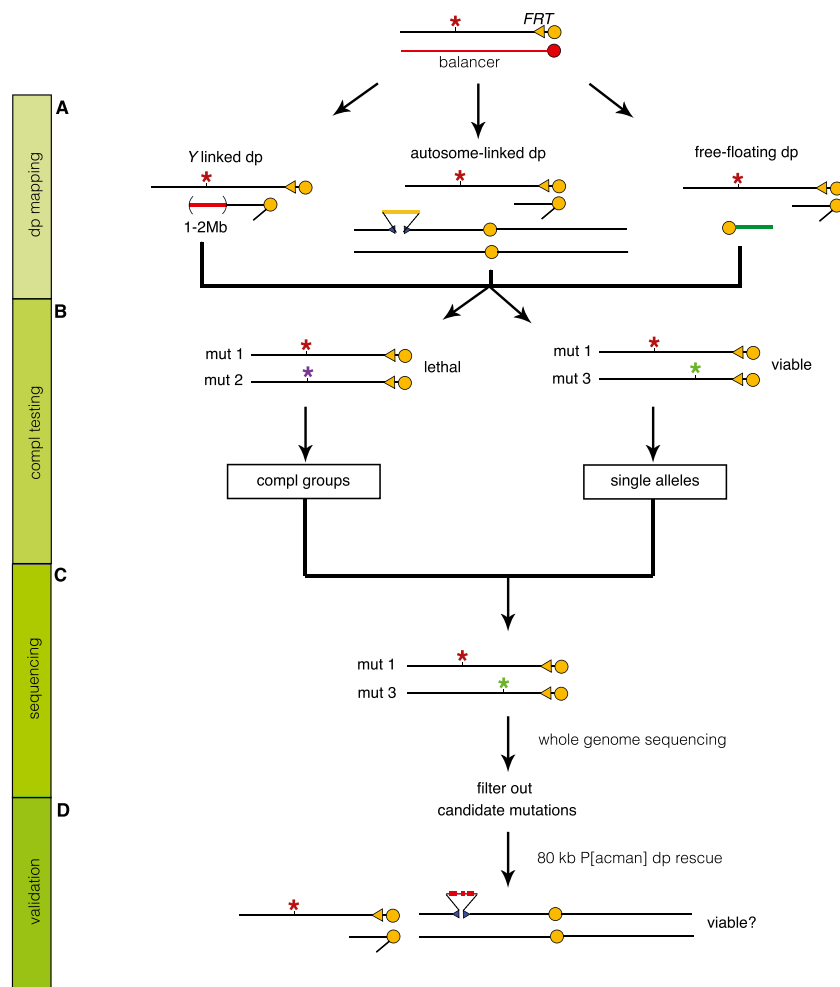 FRT
*
balancer
A
dp mapping
Y linked dp
*
1-2Mb
autosome-linked dp
*
free-floating dp
*
B
compl testing
*
mut 1
*
mut 2
lethal
*
mut 1
*
mut 3
viable
compl groups
single alleles
C
sequencing
*
mut 1
*
mut 3
whole genome sequencing
filter out
candidate mutations
D
validation
80 kb P[acman] dp rescue
*
viable?